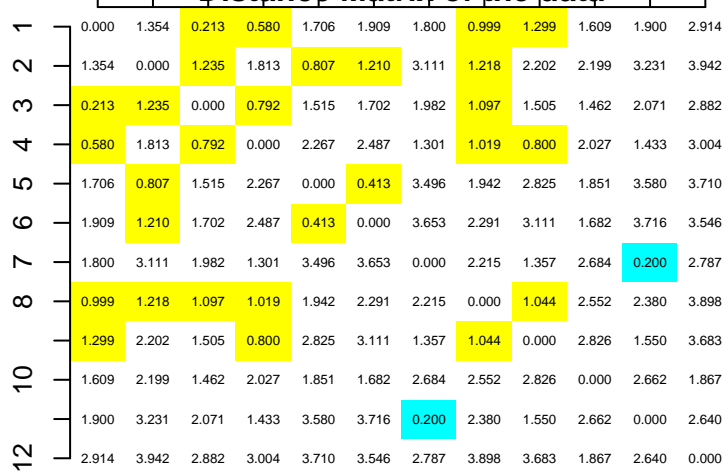 Distance matrix of the data
1 0.000 1.354 0.213 0.580 1.706 1.909 1.800 0.999 1.299 1.609 1.900 2.914
2 1.354 0.000 1.235 1.813 0.807 1.210 3.111 1.218 2.202 2.199 3.231 3.942
3 0.213 1.235 0.000 0.792 1.515 1.702 1.982 1.097 1.505 1.462 2.071 2.882
4 0.580 1.813 0.792 0.000 2.267 2.487 1.301 1.019 0.800 2.027 1.433 3.004
5 1.706 0.807 1.515 2.267 0.000 0.413 3.496 1.942 2.825 1.851 3.580 3.710
6 1.909 1.210 1.702 2.487 0.413 0.000 3.653 2.291 3.111 1.682 3.716 3.546
7 1.800 3.111 1.982 1.301 3.496 3.653 0.000 2.215 1.357 2.684 0.200 2.787
8 0.999 1.218 1.097 1.019 1.942 2.291 2.215 0.000 1.044 2.552 2.380 3.898
1.299 2.202 1.505 0.800 2.825 3.111 1.357 1.044 0.000 2.826 1.550 3.683
10 1.609 2.199 1.462 2.027 1.851 1.682 2.684 2.552 2.826 0.000 2.662 1.867
1.900 3.231 2.071 1.433 3.580 3.716 0.200 2.380 1.550 2.662 0.000 2.640
12 2.914 3.942 2.882 3.004 3.710 3.546 2.787 3.898 3.683 1.867 2.640 0.000